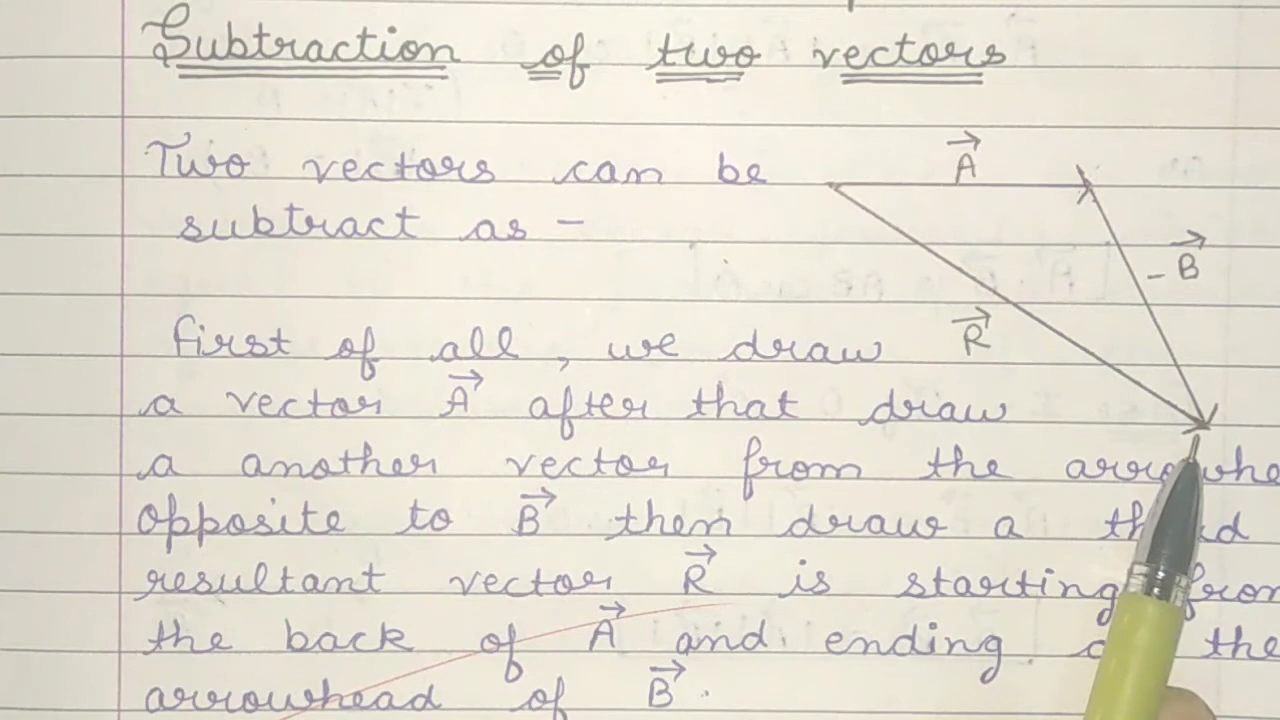 Subtraction of two vectors
Two vectors can be
subtract as -
A
- B
R
first of all, we draw
a vector A after that draw
a another vector from the
opposite to B then draw a
resultant vector R is starting from
the back of A and ending the
arrowhead of B.